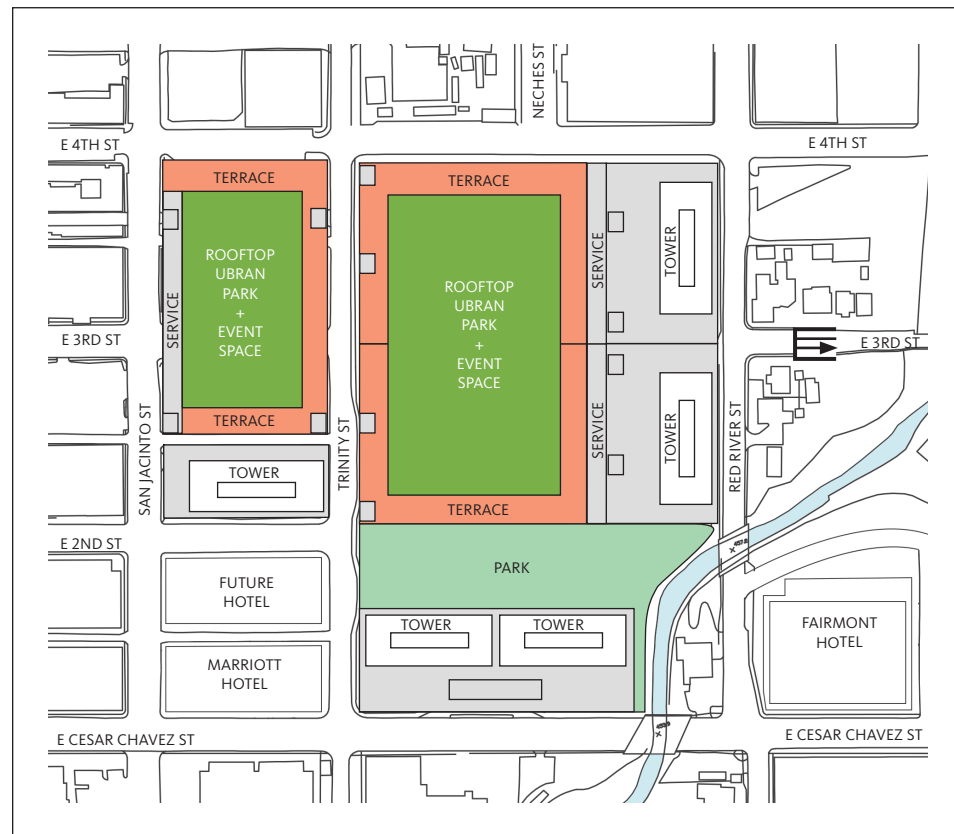 NECHES ST
E 4TH ST
E 4TH ST
TERRACE
TERRACE
ROOFTOP
UBRAN
PARK
+
EVENT
SPACE
SERVICE
ROOFTOP
UBRAN
PARK
+
EVENT
SPACE
SERVICE
TOWER
E 3RD ST
E 3RD ST
TERRACE
SAN JACINTO ST
TRINITY ST
SERVICE
TOWER
RED RIVER ST
TOWER
TERRACE
E 2ND ST
PARK
FUTURE
HOTEL
TOWER
TOWER
FAIRMONT
HOTEL
MARRIOTT
HOTEL
E CESAR CHAVEZ ST
E CESAR CHAVEZ ST